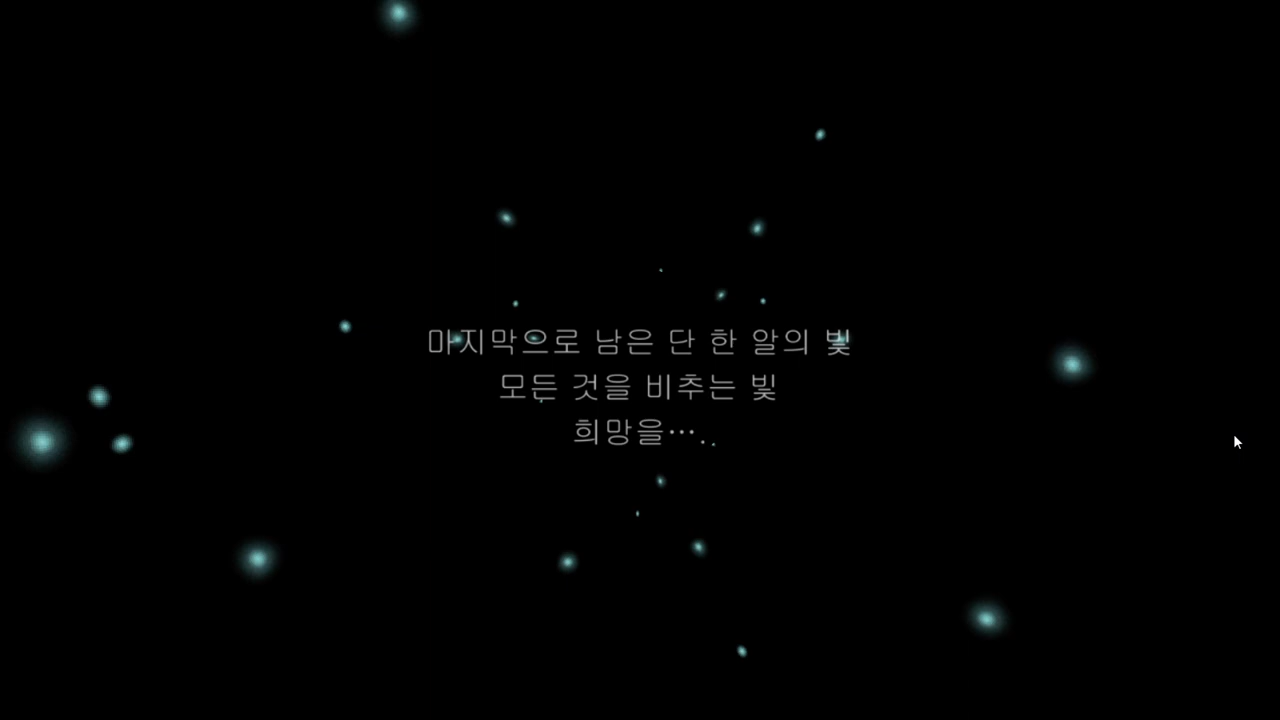 마지막으로 남은 단 한 알의 빛
모든 것을 비추는 빛
희망을…..